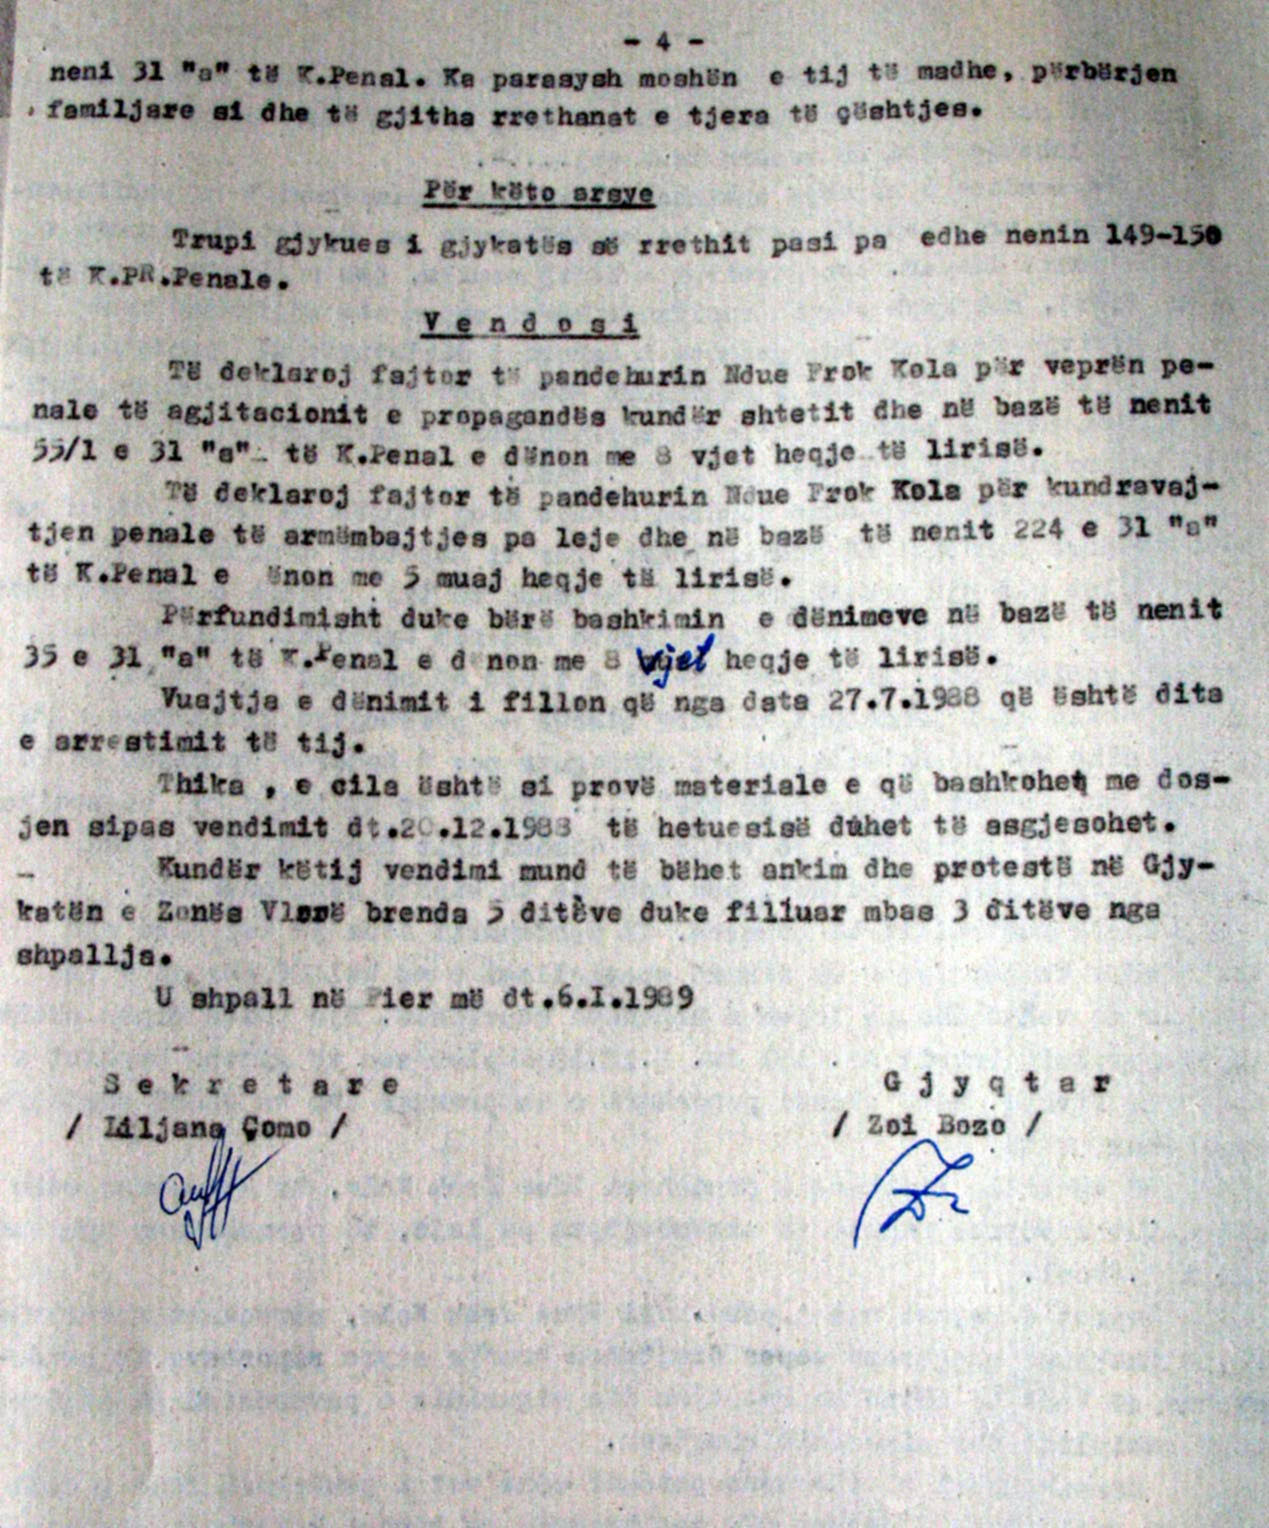 - 4 -
neni 31 "a" të K.Penal. Ka parasysh moshën e tij të madhe, përbërjen
familjare si dhe të gjitha rrethanat e tjera të çështjes.
Për këto arsye
Trupi gjykues i gjykatës së rrethit pasi pa edhe nenin 149-150
të K.PR.Penale.
V e n d o s i
Të deklaroj fajtor të pandehurin Ndue Frok Kola për veprën pe-
nale të agjitacionit e propagandës kundër shtetit dhe në bazë të nenit
55/1 e 31 "a" të K.Penal e dënon me 8 vjet heqje të lirisë.
Të deklaroj fajtor të pandehurin Ndue Frok Kola për kundravaj-
tjen penale të armëmbajtjes pa leje dhe në bazë të nenit 224 e 31 "a"
të K.Penal e ënon me 5 muaj heqje të lirisë.
Përfundimisht duke bërë bashkimin e dënimeve në bazë të nenit
35 e 31 "a" të K.Penal e d non me 8 vjet heqje të lirisë.
Vuajtja e dënimit i fillon që nga data 27.7.1988 që është dita
e arrestimit të tij.
Thika , e cila është si provë materiale e që bashkohet me dos-
jen sipas vendimit dt.20.12.1988 të hetuesisë duhet të asgjesohet.
Kundër këtij vendimi mund të bëhet ankim dhe protestë në Gjy-
katën e Zonës Vlorë brenda 5 ditëve duke filluar mbas 3 ditëve nga
shpallja.
U shpall në Fier më dt.6.I.1989
S e k r e t a r e G j y q t a r
/ Liljana Çomo / / Zoi Bozo /